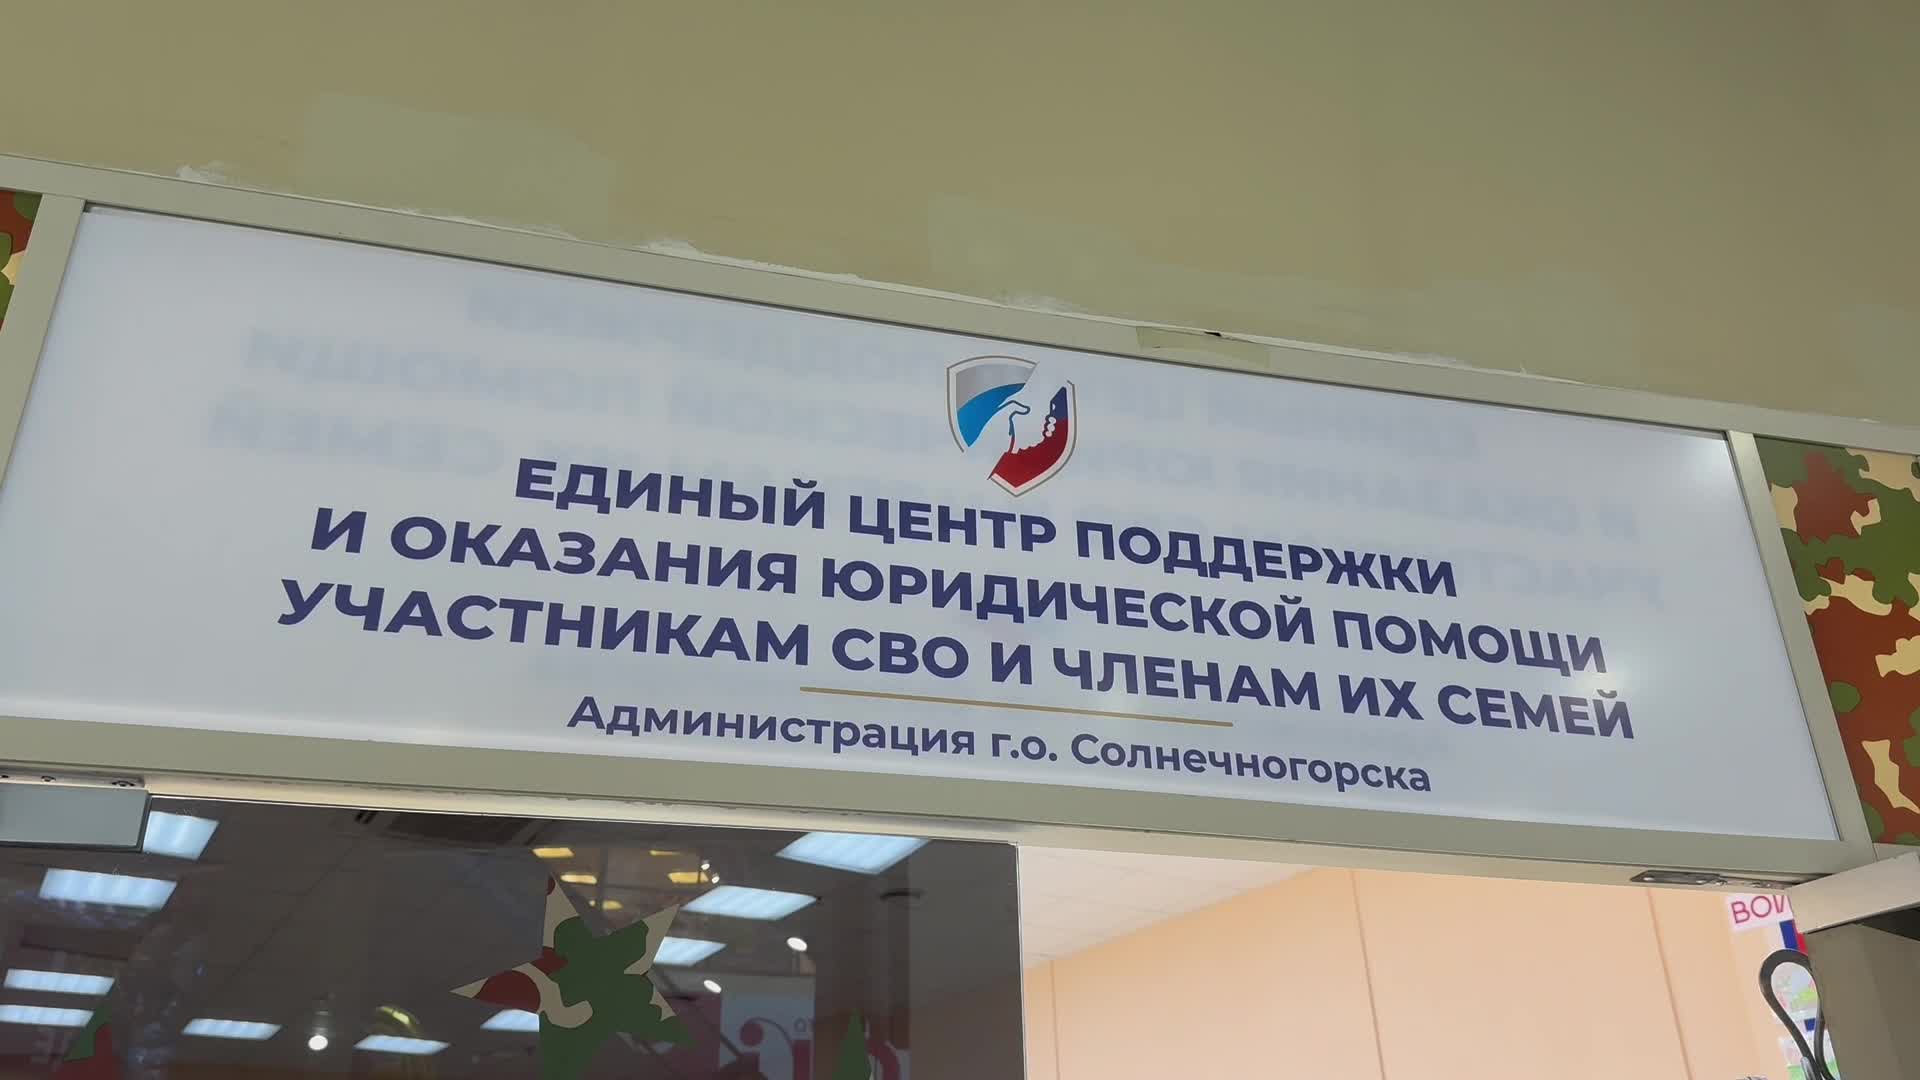 ЕДИНЫЙ ЦЕНТР ПОДДЕРЖКИ
И ОКАЗАНИЯ ЮРИДИЧЕСКОЙ ПОМОЩИ
УЧАСТНИКАМ СВО И ЧЛЕНАМ ИХ СЕМЕЙ
Администрация г.о. Солнечногорска